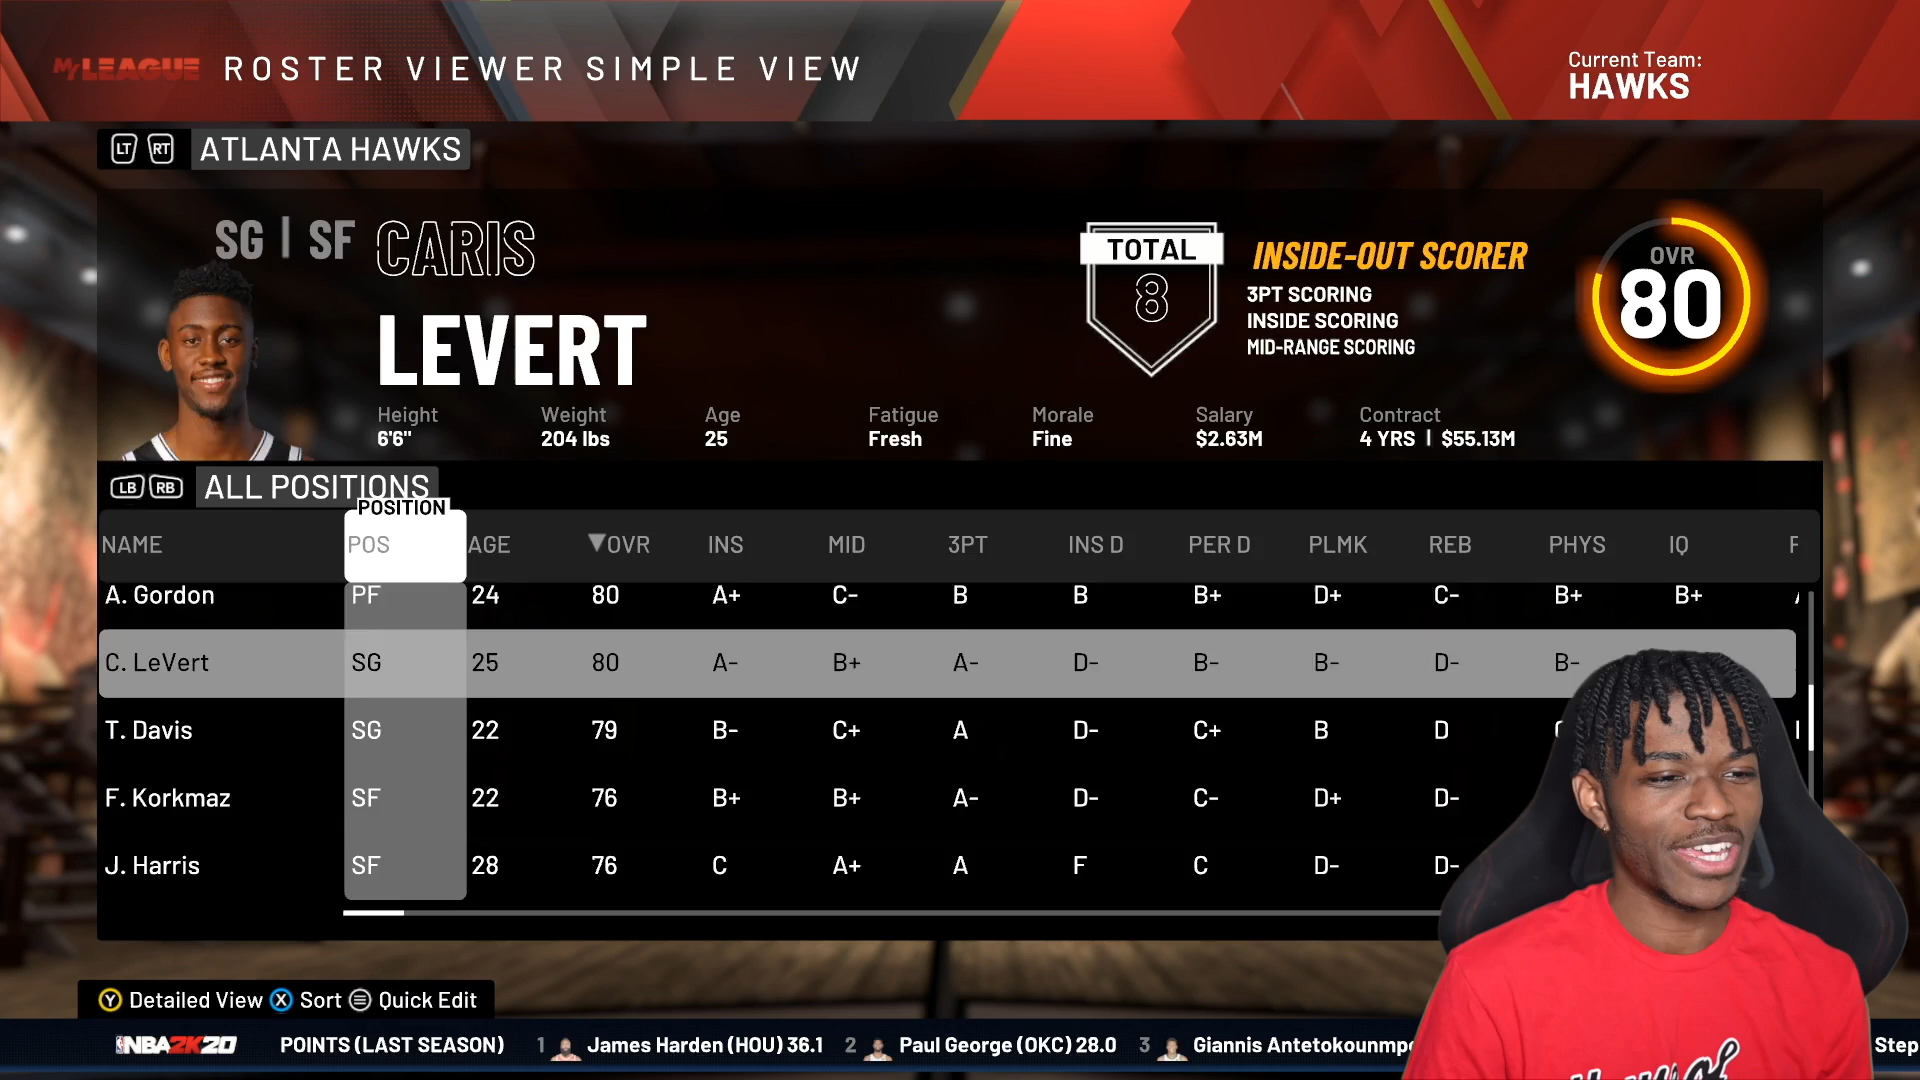 MyLEAGUE ROSTER VIEWER SIMPLE VIEW
Current Team:
HAWKS
LT RT ATLANTA HAWKS
SG | SF CARIS
LEVERT
TOTAL
8
INSIDE-OUT SCORER
3PT SCORING
INSIDE SCORING
MID-RANGE SCORING
OVR
80
Height Weight Age Fatigue Morale Salary Contract
6'6" 204 lbs 25 Fresh Fine $2.63M 4 YRS | $55.13M
LB RB ALL POSITIONS
POSITION
NAME POS AGE ▼OVR INS MID 3PT INS D PER D PLMK REB PHYS IQ
A. Gordon PF 24 80 A+ C- B B B+ D+ C- B+ B+
C. LeVert SG 25 80 A- B+ A- D- B- B- D- B-
T. Davis SG 22 79 B- C+ A D- C+ B D
F. Korkmaz SF 22 76 B+ B+ A- D- C- D+ D-
J. Harris SF 28 76 C A+ A F C D- D-
Y Detailed View X Sort Quick Edit
NBA 2K20 POINTS (LAST SEASON) 1 James Harden (HOU) 36.1 2 Paul George (OKC) 28.0 3 Giannis Antetokounmpo Step